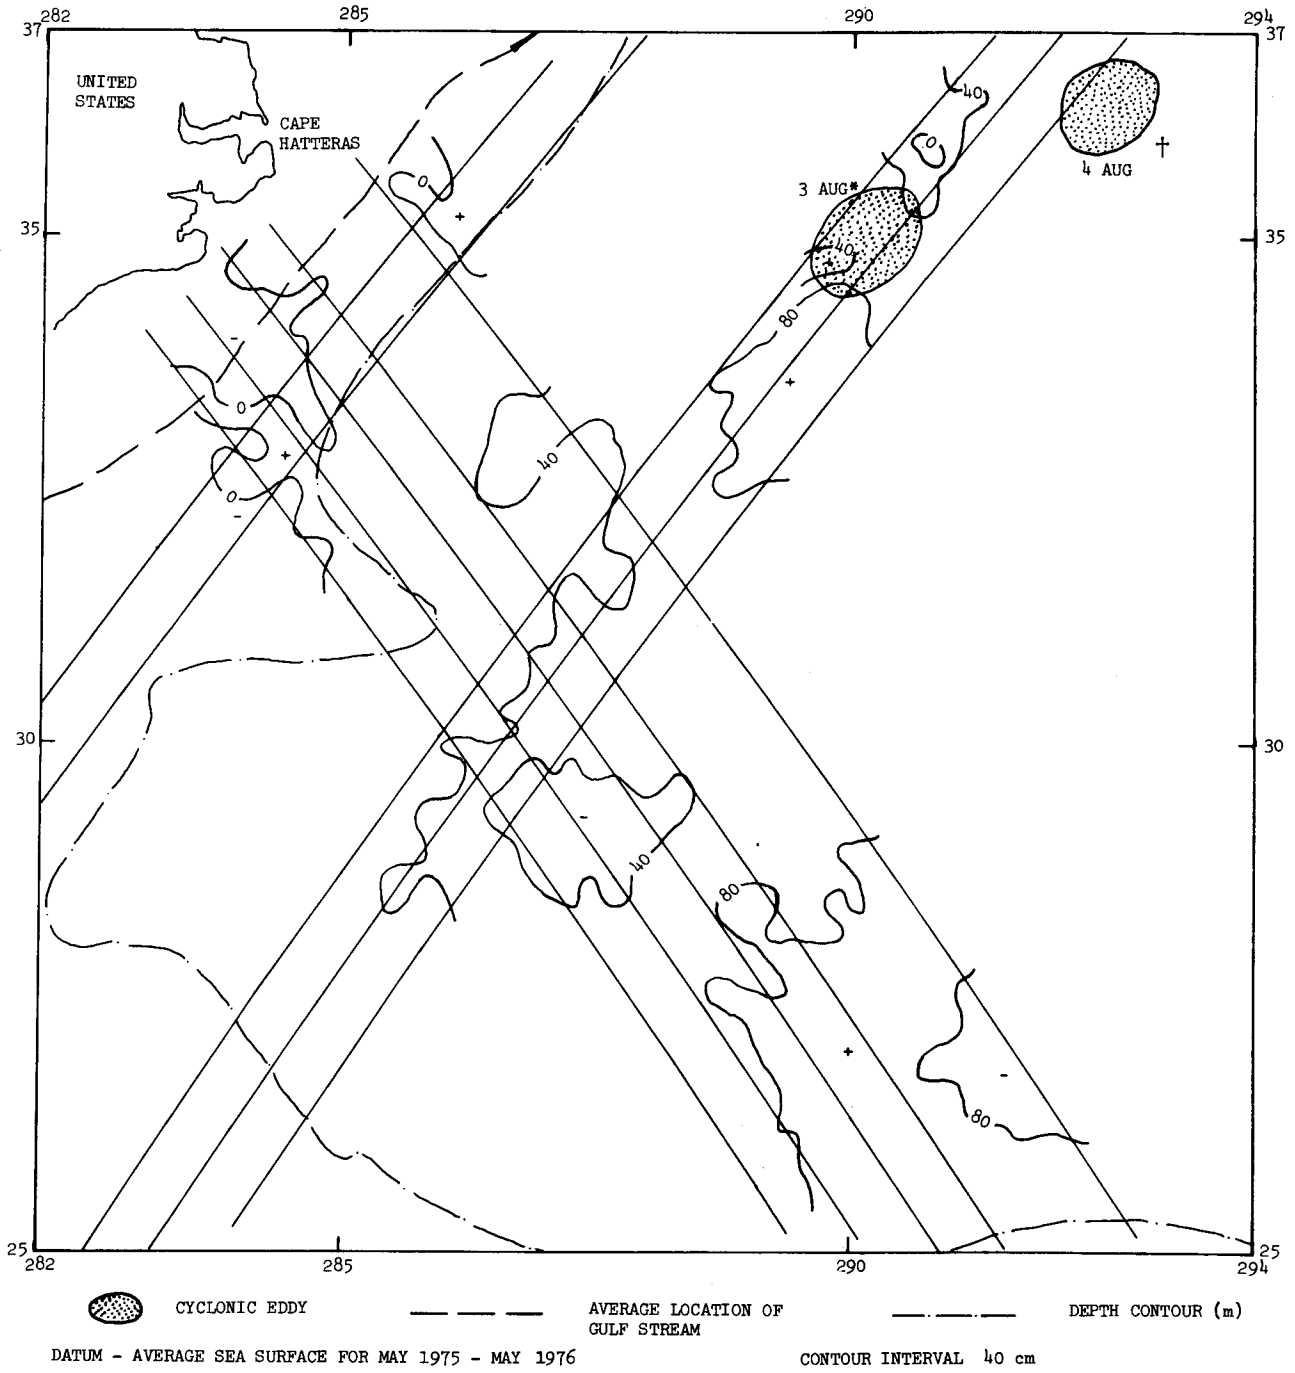 282 285 290 294
37 37
UNITED
STATES
CAPE
HATTERAS
40
0
4 AUG
†
3 AUG*
0
+
35 35
40
80
-
+
0
40
+
0
-
30 30
-
40
80
+
-
80
25 25
282 285 290 294
CYCLONIC EDDY
AVERAGE LOCATION OF
GULF STREAM
DEPTH CONTOUR (m)
DATUM - AVERAGE SEA SURFACE FOR MAY 1975 - MAY 1976
CONTOUR INTERVAL 40 cm